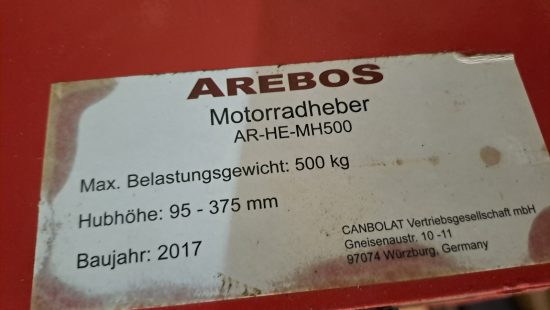 AREBOS
Motorradheber
AR-HE-MH500
Max. Belastungsgewicht: 500 kg
Hubhöhe: 95 - 375 mm
Baujahr: 2017
CANBOLAT Vertriebsgesellschaft mbH
Gneisenaustr. 10 -11
97074 Würzburg, Germany